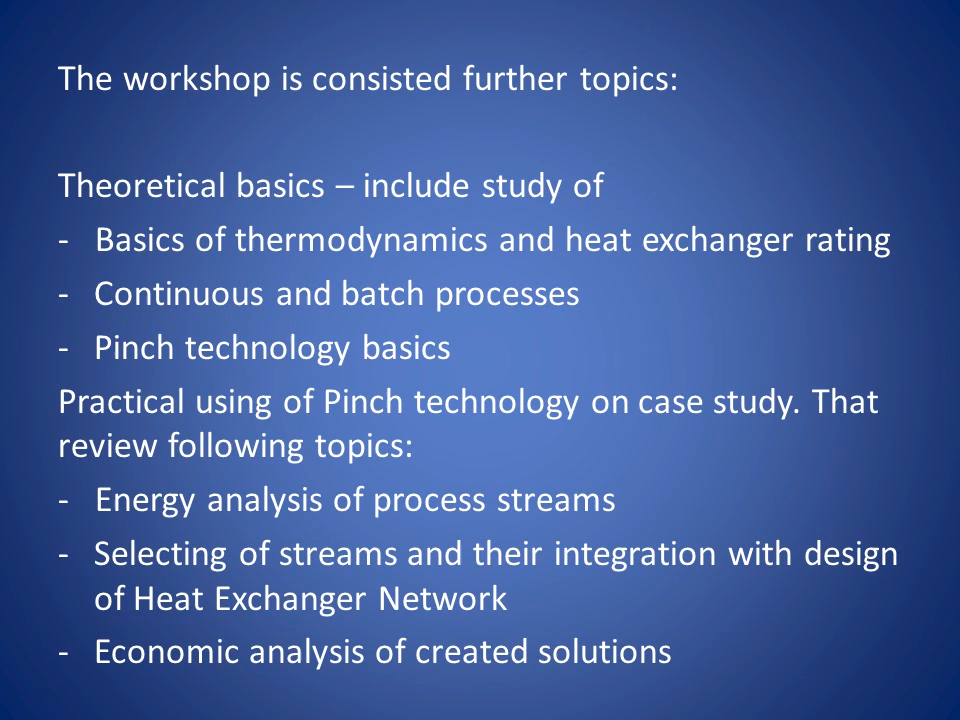 The workshop is consisted further topics:
Theoretical basics – include study of
- Basics of thermodynamics and heat exchanger rating
- Continuous and batch processes
- Pinch technology basics
Practical using of Pinch technology on case study. That
review following topics:
- Energy analysis of process streams
- Selecting of streams and their integration with design
of Heat Exchanger Network
- Economic analysis of created solutions